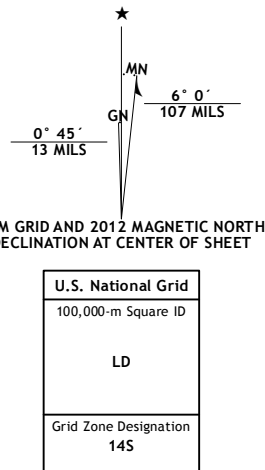 ★
MN
GN
6° 0´
107 MILS
0° 45´
13 MILS
M GRID AND 2012 MAGNETIC NORTH
DECLINATION AT CENTER OF SHEET
U.S. National Grid
100,000-m Square ID
LD
Grid Zone Designation
14S